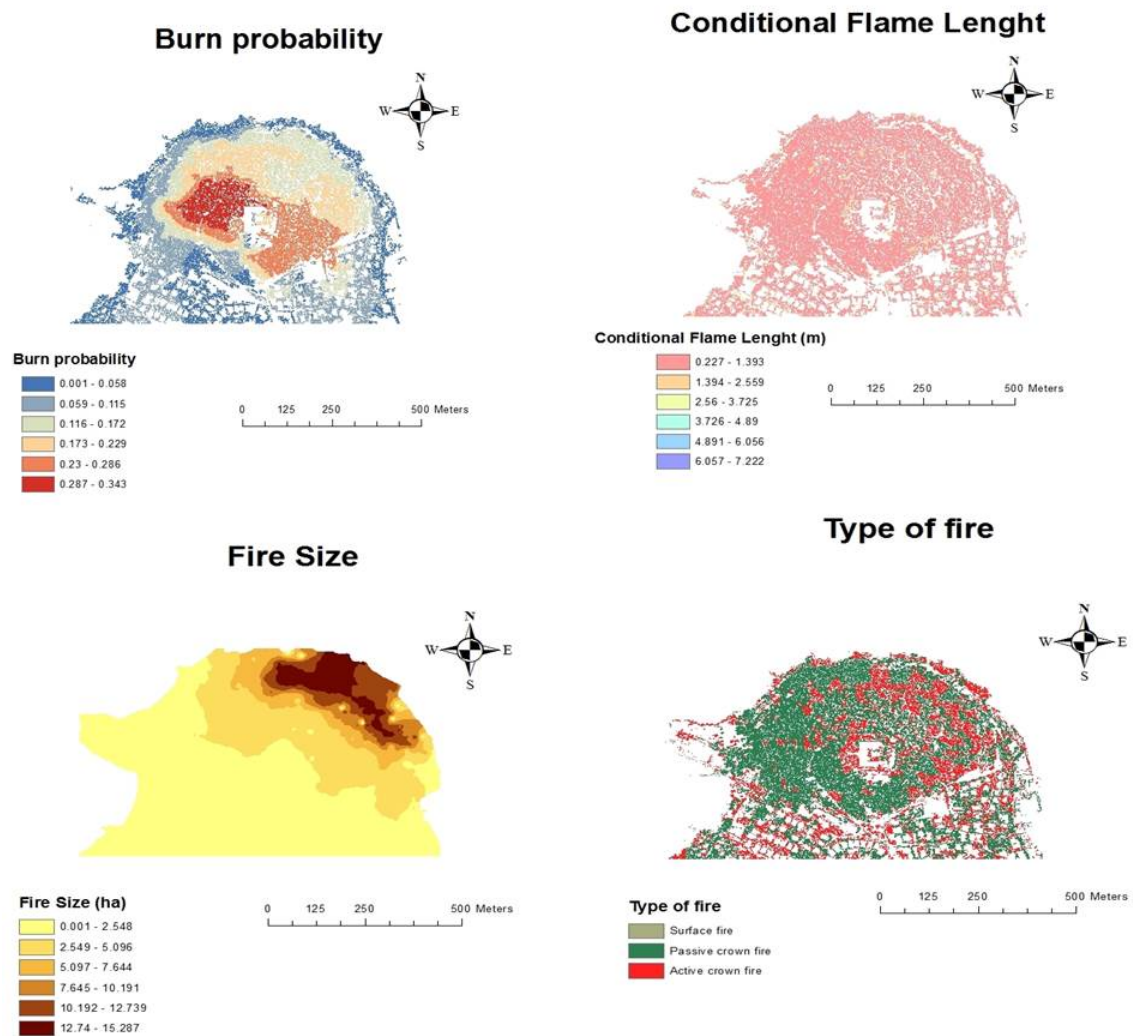 Burn probability
N
W E
S
Burn probability
0.001 - 0.058
0.059 - 0.115
0.116 - 0.172
0.173 - 0.229
0.23 - 0.286
0.287 - 0.343
0 125 250 500 Meters
Conditional Flame Lenght
N
W E
S
Conditional Flame Lenght (m)
0.227 - 1.393
1.394 - 2.559
2.56 - 3.725
3.726 - 4.89
4.891 - 6.056
6.057 - 7.222
0 125 250 500 Meters
Fire Size
N
W E
S
Fire Size (ha)
0.001 - 2.548
2.549 - 5.096
5.097 - 7.644
7.645 - 10.191
10.192 - 12.739
12.74 - 15.287
0 125 250 500 Meters
Type of fire
N
W E
S
Type of fire
Surface fire
Passive crown fire
Active crown fire
0 125 250 500 Meters